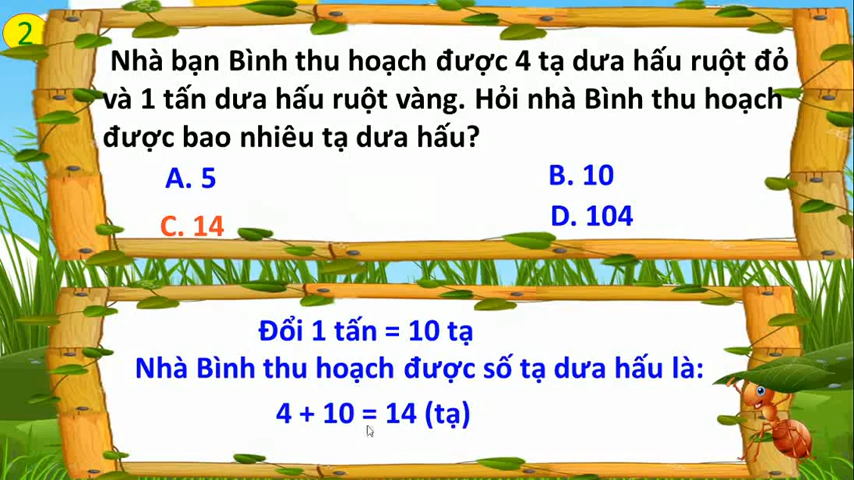 2
Nhà bạn Bình thu hoạch được 4 tạ dưa hấu ruột đỏ
và 1 tấn dưa hấu ruột vàng. Hỏi nhà Bình thu hoạch
được bao nhiêu tạ dưa hấu?
A. 5
B. 10
C. 14
D. 104
Đổi 1 tấn = 10 tạ
Nhà Bình thu hoạch được số tạ dưa hấu là:
4 + 10 = 14 (tạ)